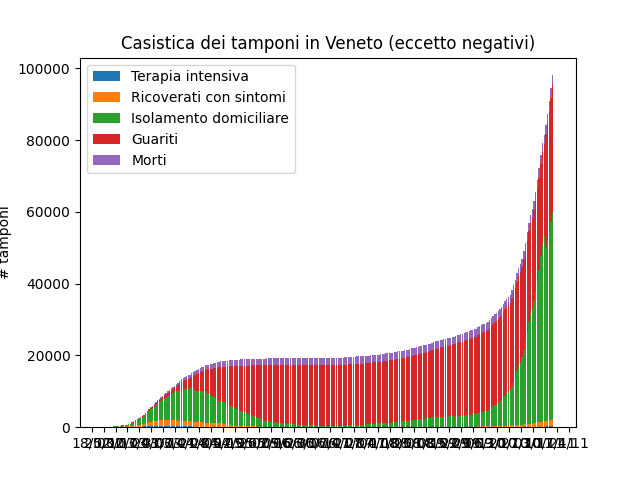 Casistica dei tamponi in Veneto (eccetto negativi)
100000
80000
60000
40000
20000
0
# tamponi
Terapia intensiva
Ricoverati con sintomi
Isolamento domiciliare
Guariti
Morti